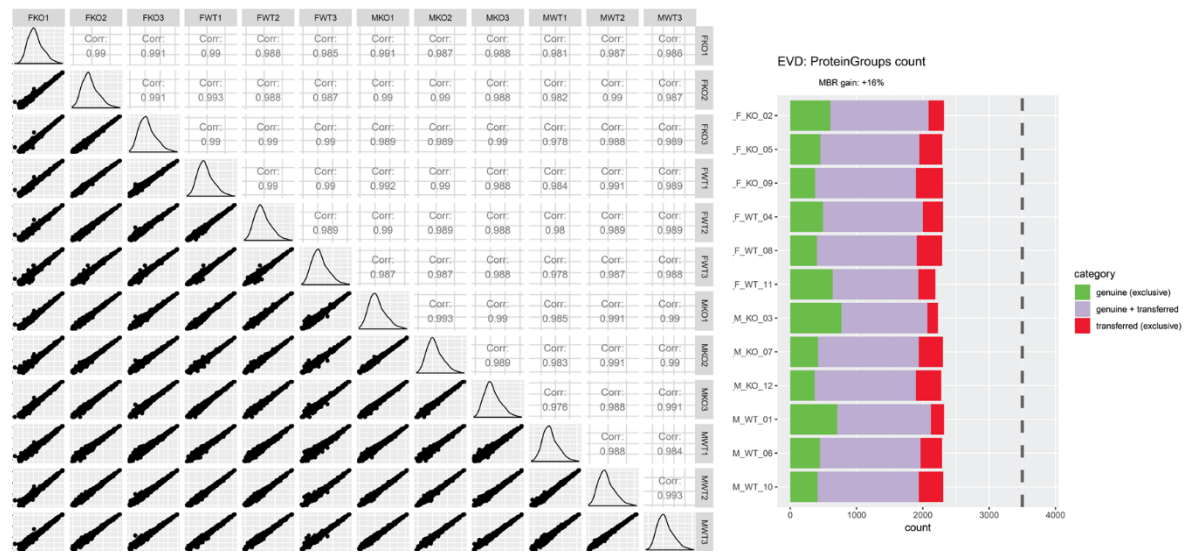 FKO1 FKO2 FKO3 FWT1 FWT2 FWT3 MKO1 MKO2 MKO3 MWT1 MWT2 MWT3
Corr: Corr: Corr: Corr: Corr: Corr: Corr: Corr: Corr: Corr: Corr: FKO1
0.99 0.991 0.99 0.988 0.985 0.991 0.987 0.988 0.981 0.987 0.986
Corr: Corr: Corr: Corr: Corr: Corr: Corr: Corr: Corr: Corr: FKO2
0.991 0.993 0.988 0.987 0.99 0.99 0.988 0.982 0.99 0.987
Corr: Corr: Corr: Corr: Corr: Corr: Corr: Corr: Corr: FKO3
0.99 0.99 0.99 0.989 0.989 0.99 0.978 0.988 0.989
Corr: Corr: Corr: Corr: Corr: Corr: Corr: Corr: FWT1
0.99 0.99 0.992 0.99 0.988 0.984 0.991 0.989
Corr: Corr: Corr: Corr: Corr: Corr: Corr: FWT2
0.989 0.99 0.989 0.988 0.98 0.989 0.989
Corr: Corr: Corr: Corr: Corr: Corr: FWT3
0.987 0.987 0.988 0.978 0.987 0.988
Corr: Corr: Corr: Corr: Corr: MKO1
0.993 0.99 0.985 0.991 0.99
Corr: Corr: Corr: Corr: MKO2
0.989 0.983 0.991 0.99
Corr: Corr: Corr: MKO3
0.976 0.988 0.991
Corr: Corr: MWT1
0.988 0.984
Corr: MWT2
0.993
MWT3
EVD: ProteinGroups count
MBR gain: +16%
_F_KO_02
_F_KO_05
_F_KO_09
_F_WT_04
_F_WT_08
_F_WT_11
_M_KO_03
_M_KO_07
_M_KO_12
_M_WT_01
_M_WT_06
_M_WT_10
0 1000 2000 3000 4000
count
category
genuine (exclusive)
genuine + transferred
transferred (exclusive)